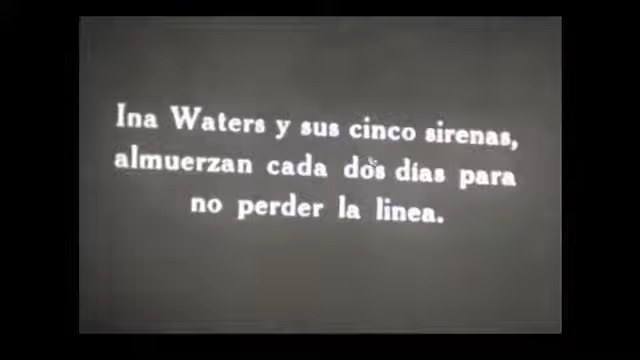 Ina Waters y sus cinco sirenas,
almuerzan cada dos días para
no perder la linea.